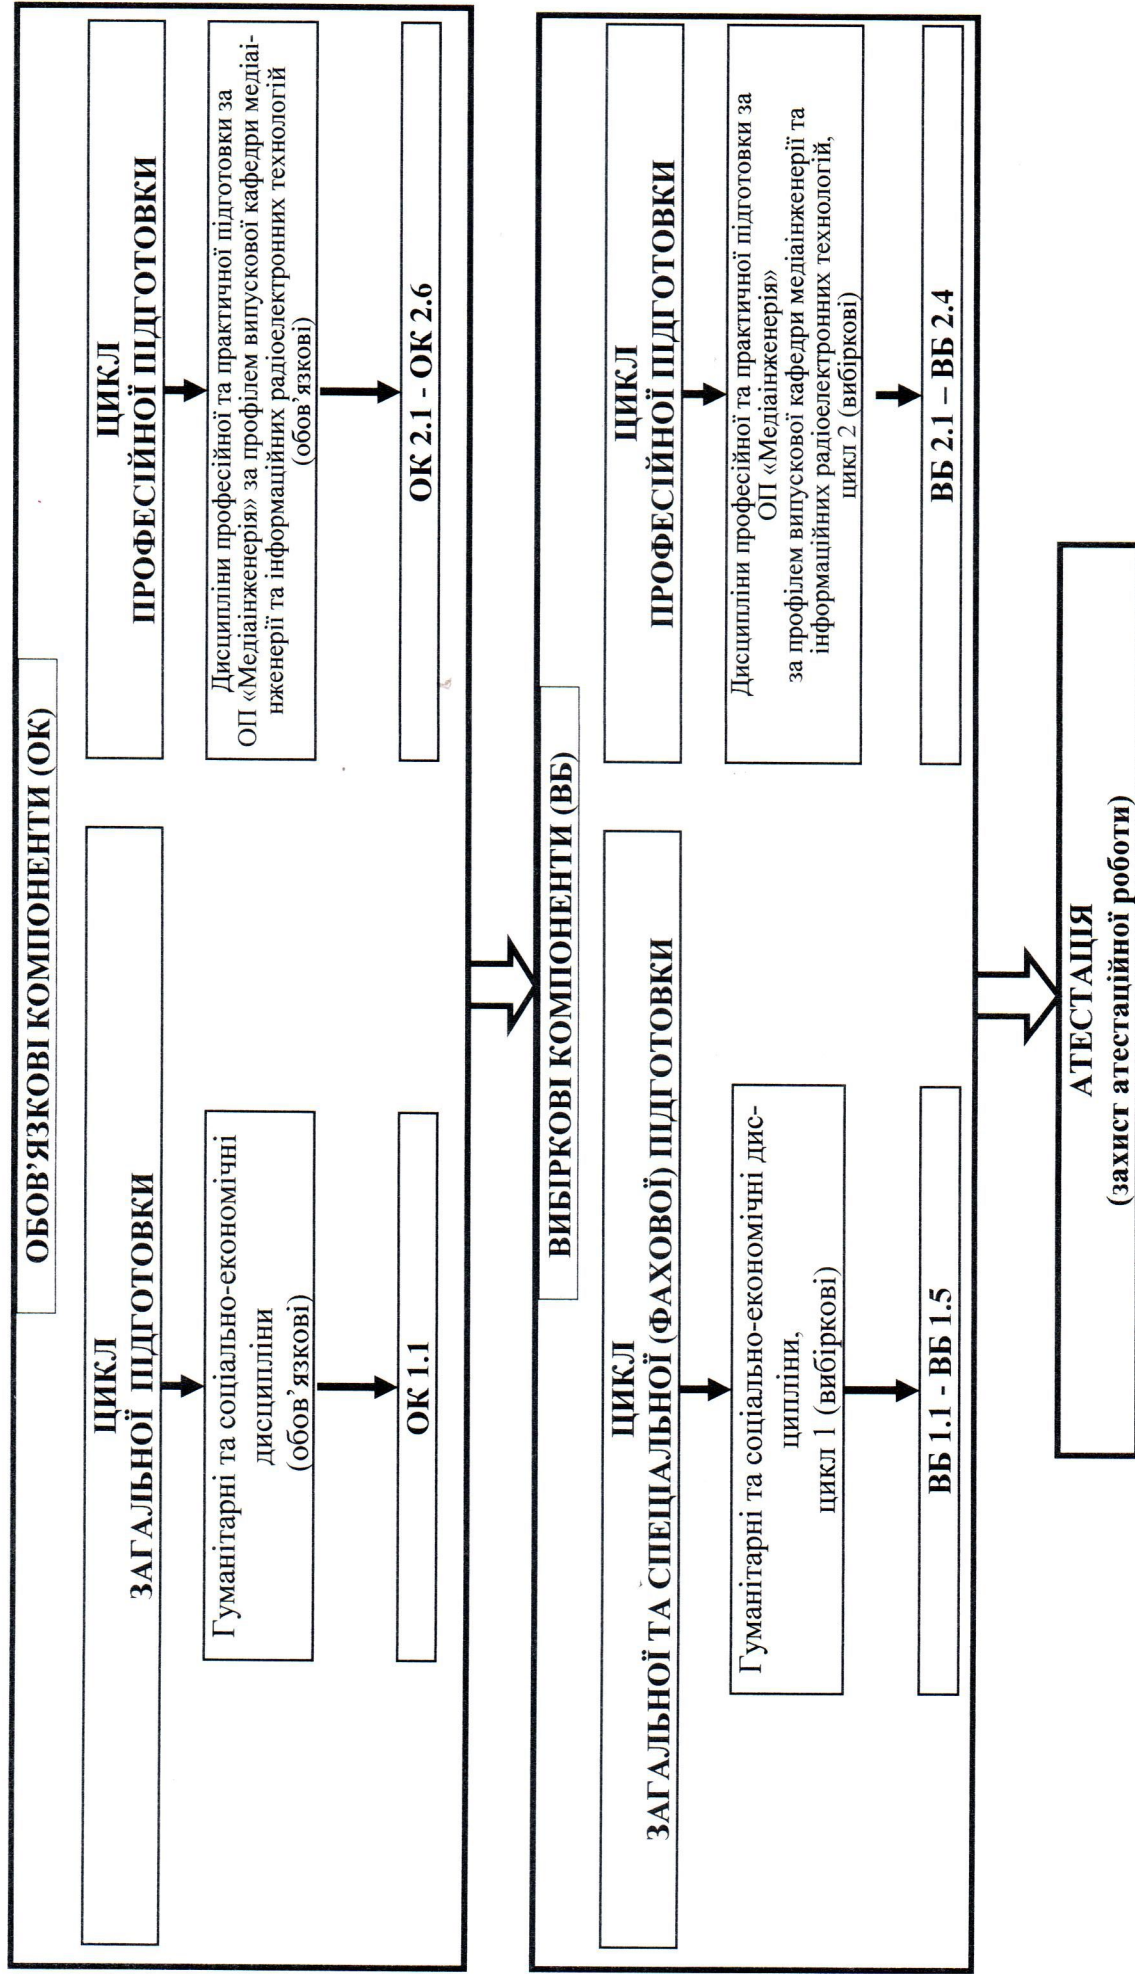 ОБОВ’ЯЗКОВІ КОМПОНЕНТИ (ОК)
ЦИКЛ
ЗАГАЛЬНОЇ ПІДГОТОВКИ
Гуманітарні та соціально-економічні
дисципліни
(обов’язкові)
ОК 1.1
ЦИКЛ
ПРОФЕСІЙНОЇ ПІДГОТОВКИ
Дисципліни професійної та практичної підготовки за
ОП «Медіаінженерія» за профілем випускової кафедри медіаі-
нженерії та інформаційних радіоелектронних технологій
(обов’язкові)
ОК 2.1 - ОК 2.6
ВИБІРКОВІ КОМПОНЕНТИ (ВБ)
ЦИКЛ
ЗАГАЛЬНОЇ ТА СПЕЦІАЛЬНОЇ (ФАХОВОЇ) ПІДГОТОВКИ
Гуманітарні та соціально-економічні дис-
ципліни,
цикл 1 (вибіркові)
ВБ 1.1 - ВБ 1.5
ЦИКЛ
ПРОФЕСІЙНОЇ ПІДГОТОВКИ
Дисципліни професійної та практичної підготовки за
ОП «Медіаінженерія»
за профілем випускової кафедри медіаінженерії та
інформаційних радіоелектронних технологій,
цикл 2 (вибіркові)
ВБ 2.1 – ВБ 2.4
АТЕСТАЦІЯ
(захист атестаційної роботи)